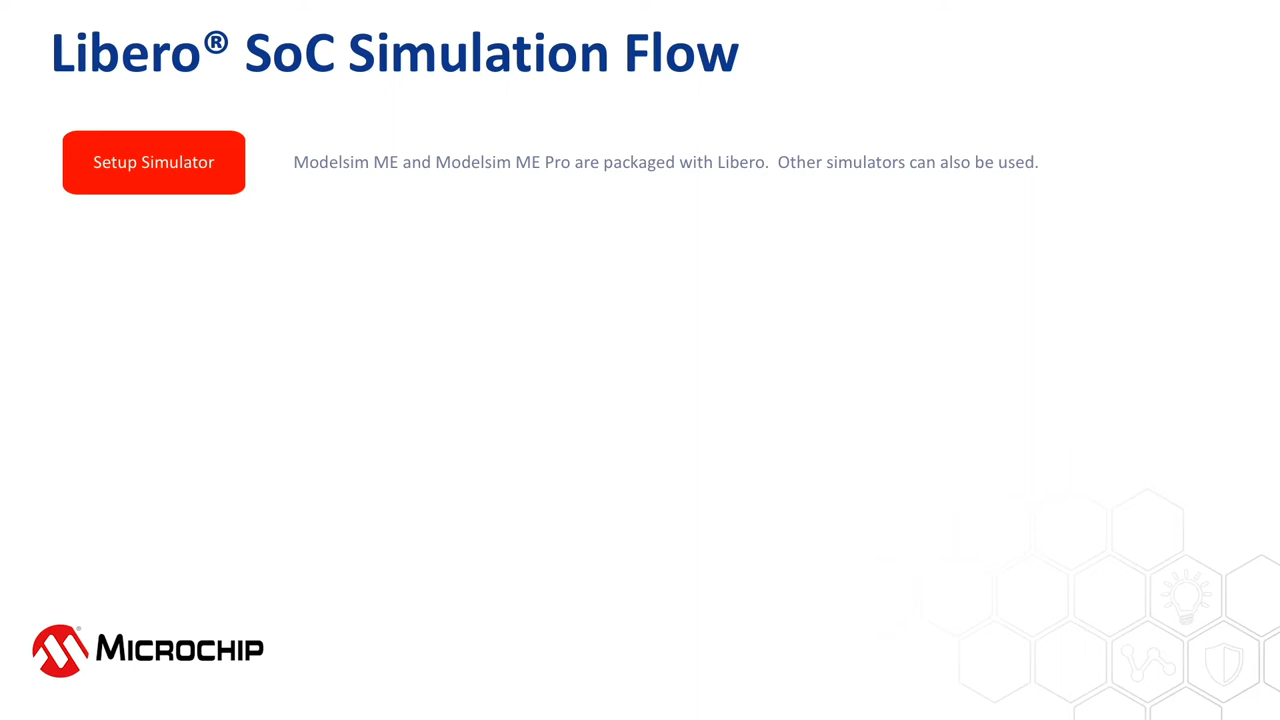 Libero® SoC Simulation Flow
Setup Simulator
Modelsim ME and Modelsim ME Pro are packaged with Libero.  Other simulators can also be used.
MICROCHIP